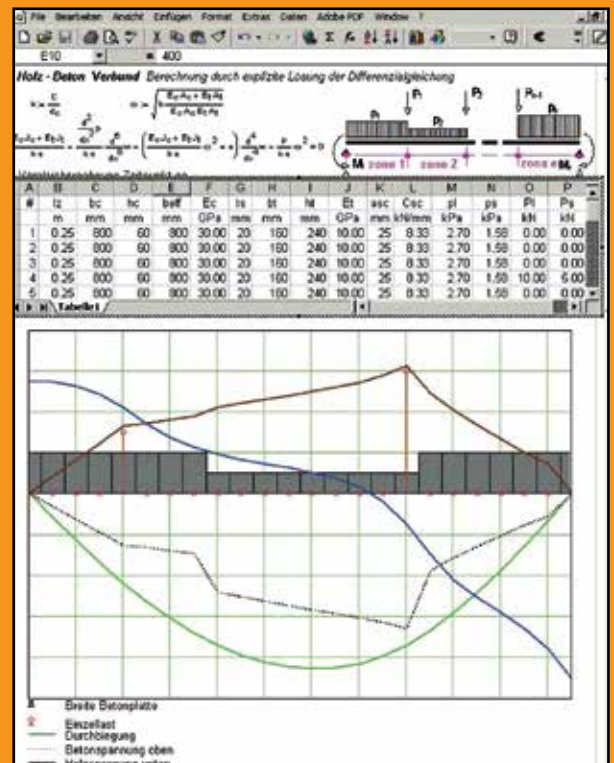 File Bearbeiten Ansicht Einfügen Format Extras Daten Adobe PDF Window ?
E10 = 400
Holz - Beton Verbund Berechnung durch explizite Lösung der Differenzialgleichung
P₁ P₂ Pₙ₋₁
p₁ p₂
M zone 1 zone 2 zone
A B C D E F G H I J K L M N O P
# lz bc hc beff Ec ts bt ht Et esc Csc pl ps Pl Ps
m mm mm mm GPa mm mm mm GPa mm kN/mm kPa kPa kN kN
1 0.25 800 60 800 30.00 20 160 240 10.00 25 8.33 2.70 1.58 0.00 0.00
2 0.25 800 60 800 30.00 20 160 240 10.00 25 8.33 2.70 1.58 0.00 0.00
3 0.25 800 60 800 30.00 20 160 240 10.00 25 8.33 2.70 1.58 0.00 0.00
4 0.25 800 60 800 30.00 20 160 240 10.00 25 8.33 2.70 1.58 10.00 5.00
5 0.25 800 60 800 30.00 20 160 240 10.00 25 8.33 2.70 1.58 0.00 0.00
Tabelle1
Breite Betonplatte
Einzellast
Durchbiegung
Betonspannung oben